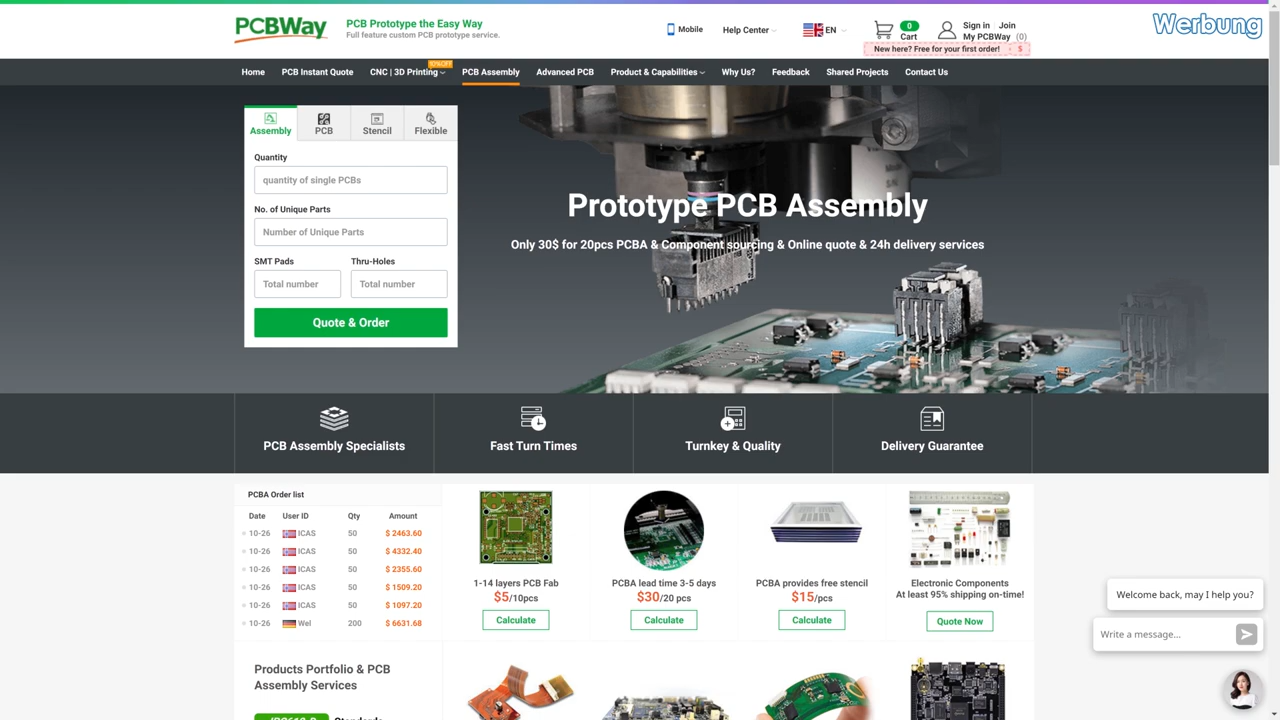 PCBWay
PCB Prototype the Easy Way
Full feature custom PCB prototype service.
Mobile
Help Center
EN
0
Cart
Sign in Join
My PCBWay (0)
New here? Free for your first order! $
Werbung
Home
PCB Instant Quote
CNC | 3D Printing
10%OFF
PCB Assembly
Advanced PCB
Product & Capabilities
Why Us?
Feedback
Shared Projects
Contact Us
Assembly
PCB
Stencil
Flexible
Quantity
quantity of single PCBs
No. of Unique Parts
Number of Unique Parts
SMT Pads Thru-Holes
Total number Total number
Quote & Order
Prototype PCB Assembly
Only 30$ for 20pcs PCBA & Component sourcing & Online quote & 24h delivery services
PCB Assembly Specialists
Fast Turn Times
Turnkey & Quality
Delivery Guarantee
PCBA Order list
Date User ID Qty Amount
10-26 ICAS 50 $ 2463.60
10-26 ICAS 50 $ 4332.40
10-26 ICAS 50 $ 2355.60
10-26 ICAS 50 $ 1509.20
10-26 ICAS 50 $ 1097.20
10-26 Wel 200 $ 6631.68
1-14 layers PCB Fab
$5/10pcs
Calculate
PCBA lead time 3-5 days
$30/20 pcs
Calculate
PCBA provides free stencil
$15/pcs
Calculate
Electronic Components
At least 95% shipping on-time!
Quote Now
Products Portfolio & PCB
Assembly Services
Welcome back, may I help you?
Write a message...